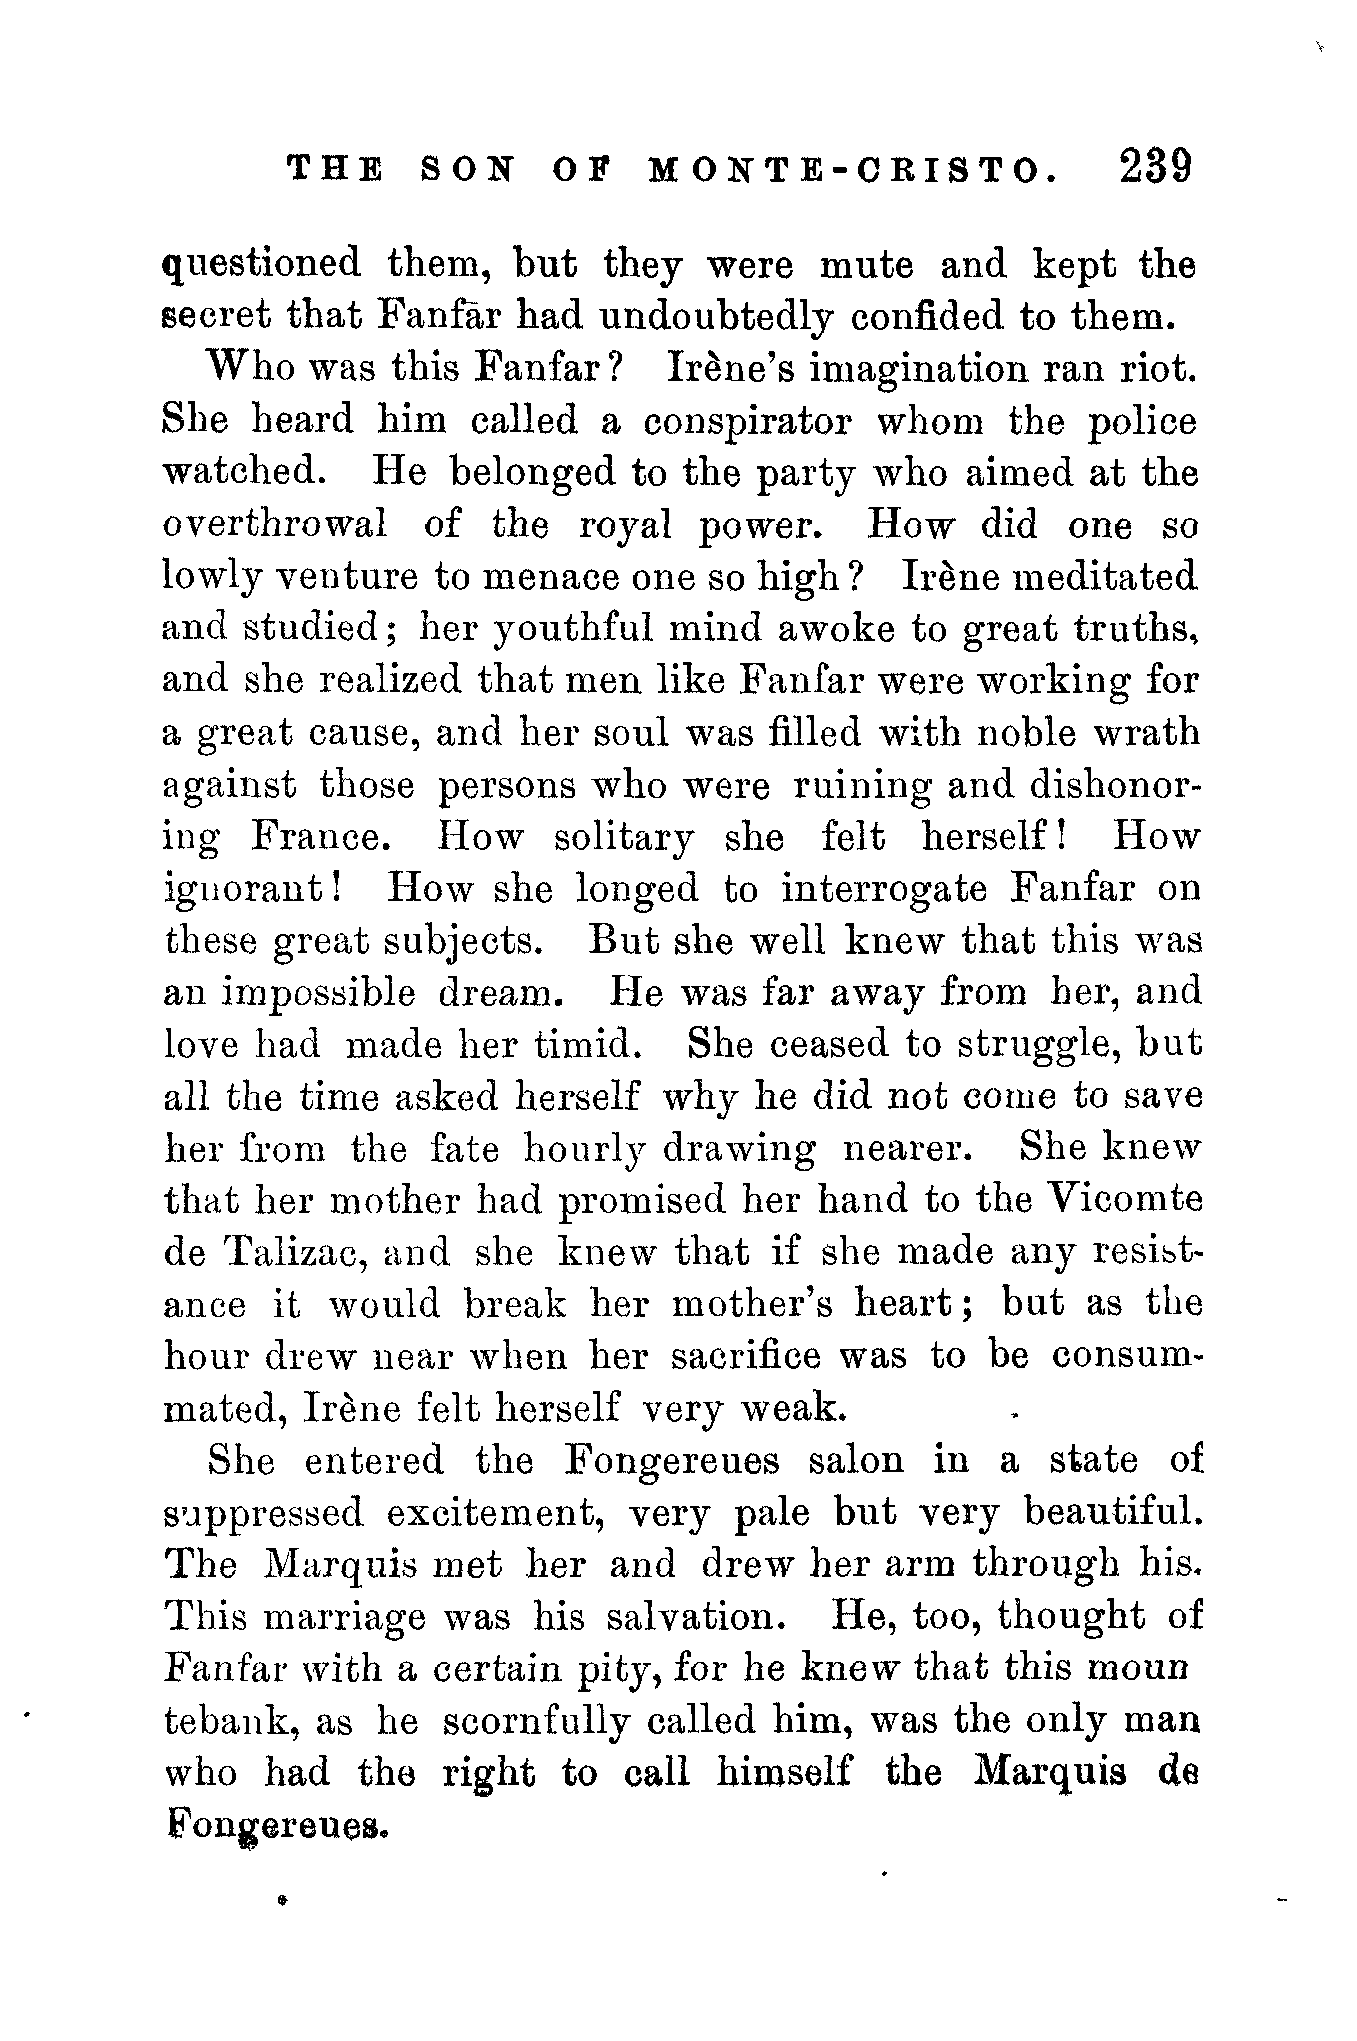 THE SON OF MONTE-CRISTO. 239
questioned them, but they were mute and kept the
secret that Fanfār had undoubtedly confided to them.
Who was this Fanfar? Irène's imagination ran riot.
She heard him called a conspirator whom the police
watched. He belonged to the party who aimed at the
overthrowal of the royal power. How did one so
lowly venture to menace one so high? Irène meditated
and studied; her youthful mind awoke to great truths,
and she realized that men like Fanfar were working for
a great cause, and her soul was filled with noble wrath
against those persons who were ruining and dishonor-
ing France. How solitary she felt herself! How
ignorant! How she longed to interrogate Fanfar on
these great subjects. But she well knew that this was
an impossible dream. He was far away from her, and
love had made her timid. She ceased to struggle, but
all the time asked herself why he did not come to save
her from the fate hourly drawing nearer. She knew
that her mother had promised her hand to the Vicomte
de Talizac, and she knew that if she made any resist-
ance it would break her mother's heart; but as the
hour drew near when her sacrifice was to be consum-
mated, Irène felt herself very weak.
She entered the Fongereues salon in a state of
suppressed excitement, very pale but very beautiful.
The Marquis met her and drew her arm through his.
This marriage was his salvation. He, too, thought of
Fanfar with a certain pity, for he knew that this moun
tebank, as he scornfully called him, was the only man
who had the right to call himself the Marquis de
Fongereues.